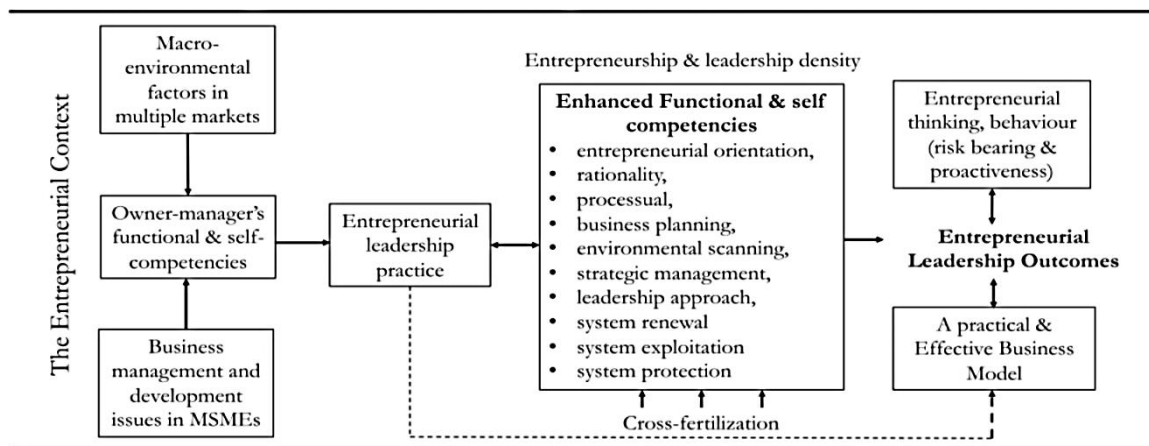 The Entrepreneurial Context
Macro-
environmental
factors in
multiple markets
Owner-manager's
functional & self-
competencies
Business
management and
development
issues in MSMEs
Entrepreneurial
leadership
practice
Entrepreneurship & leadership density
Enhanced Functional & self
competencies
• entrepreneurial orientation,
• rationality,
• processual,
• business planning,
• environmental scanning,
• strategic management,
• leadership approach,
• system renewal
• system exploitation
• system protection
Cross-fertilization
Entrepreneurial
thinking, behaviour
(risk bearing &
proactiveness)
Entrepreneurial
Leadership Outcomes
A practical &
Effective Business
Model